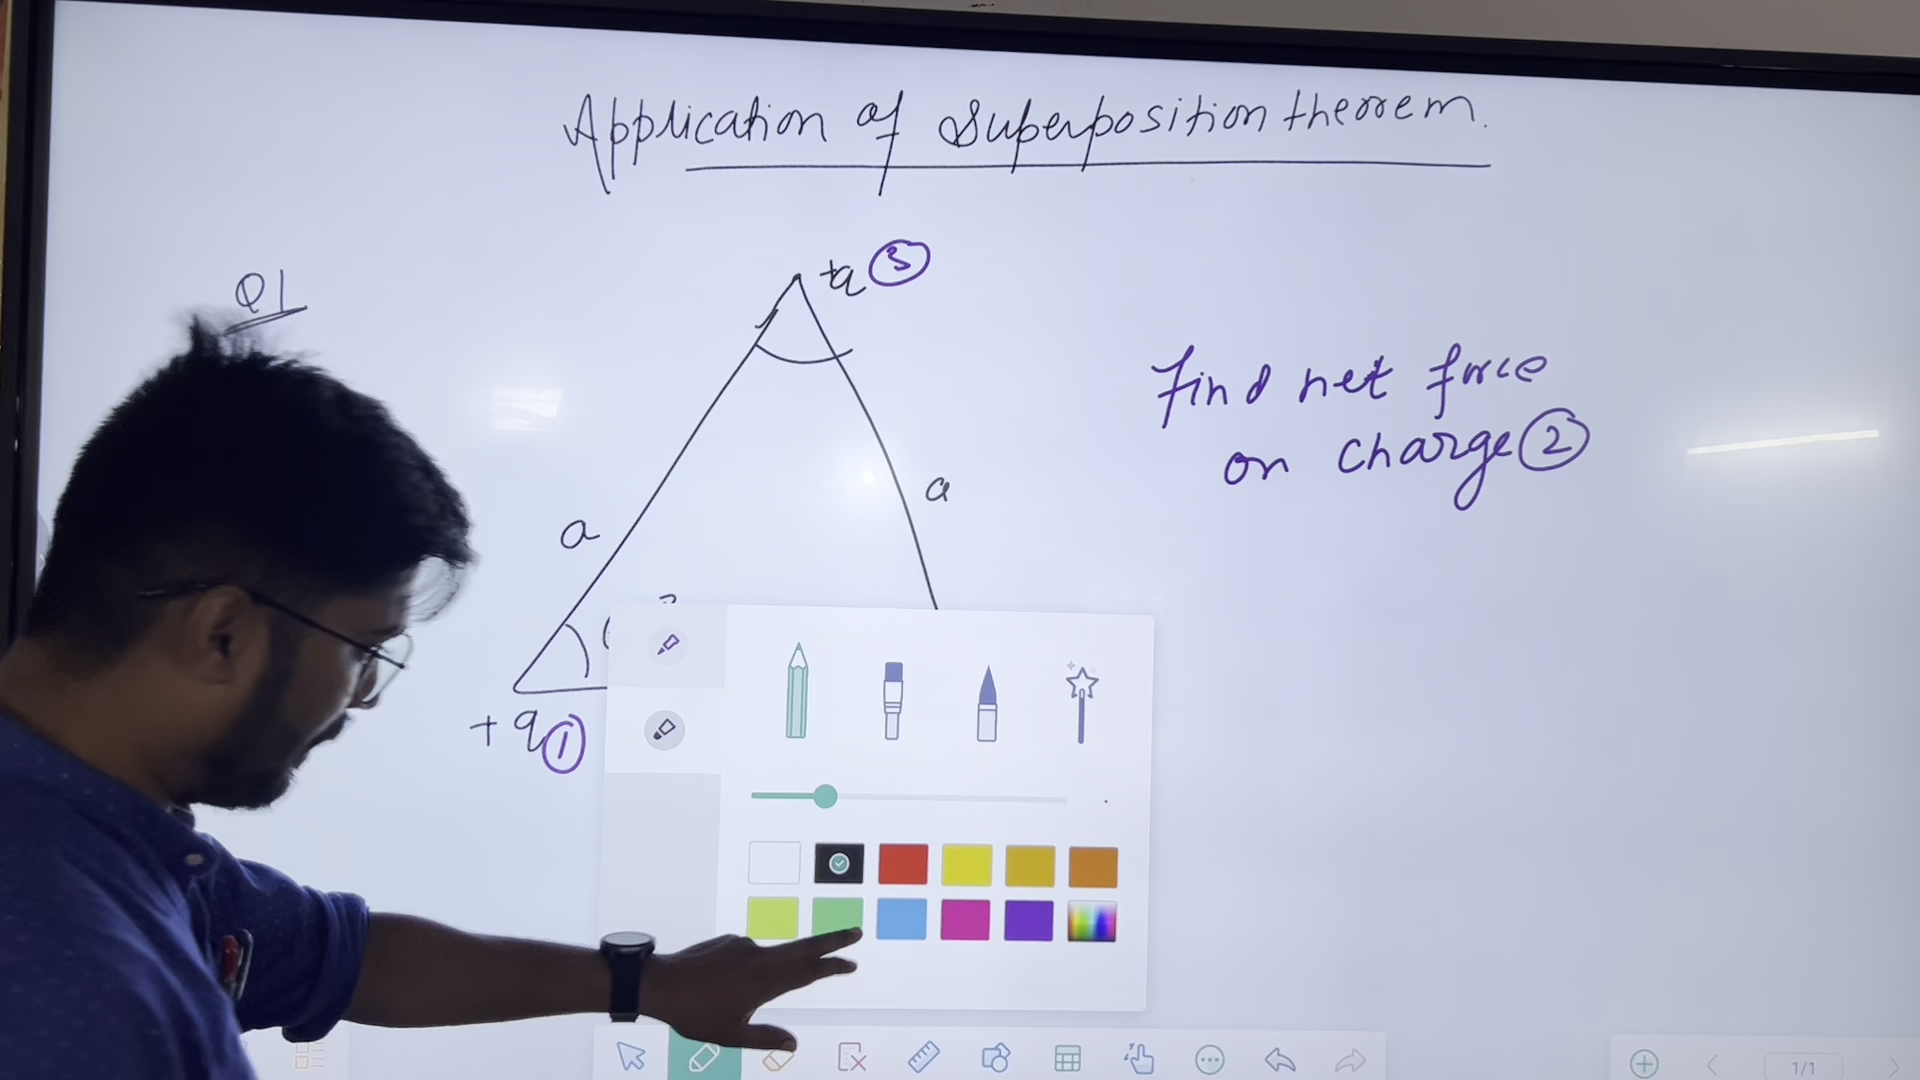 Application of Superposition theorem.
Q1
+q ③
Find net force
on charge ②
a
a
+ q ①
1/1